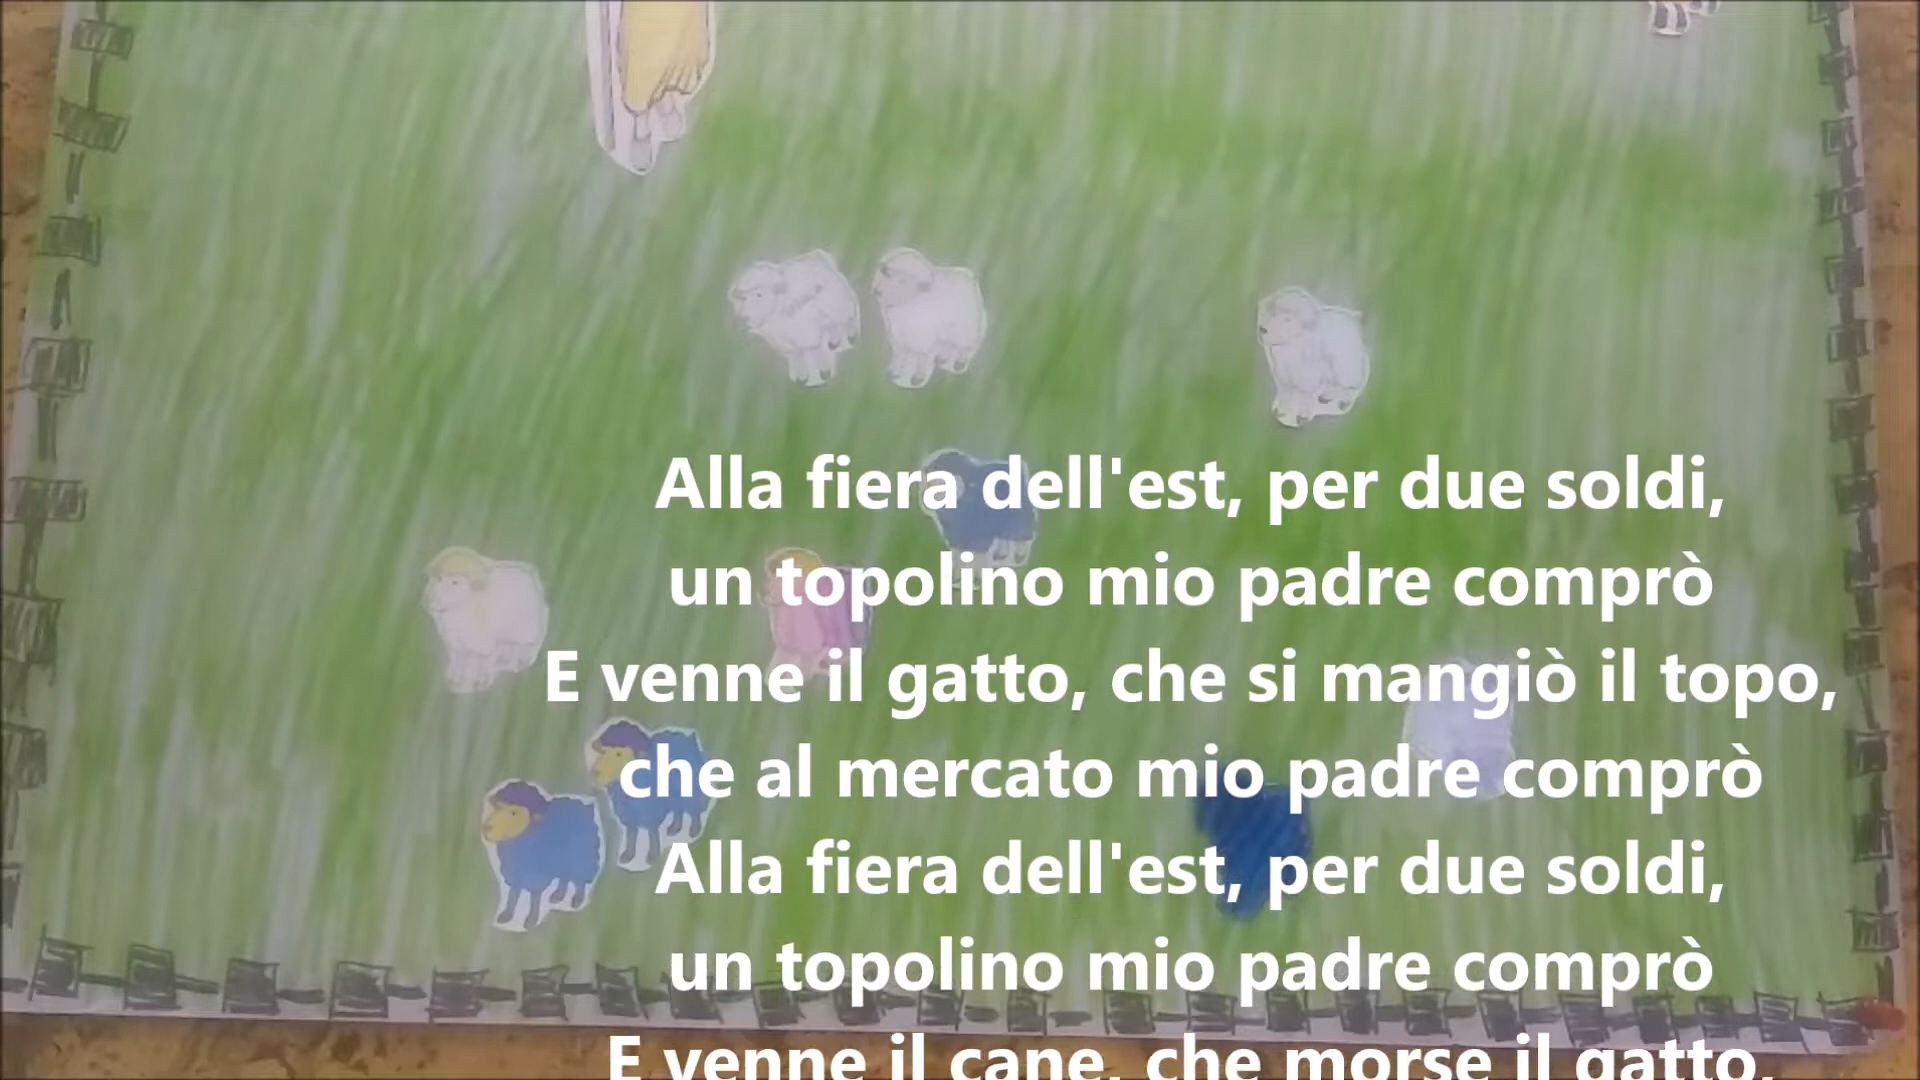 Alla fiera dell'est, per due soldi,
un topolino mio padre comprò
E venne il gatto, che si mangiò il topo,
che al mercato mio padre comprò
Alla fiera dell'est, per due soldi,
un topolino mio padre comprò
E venne il cane, che morse il gatto,